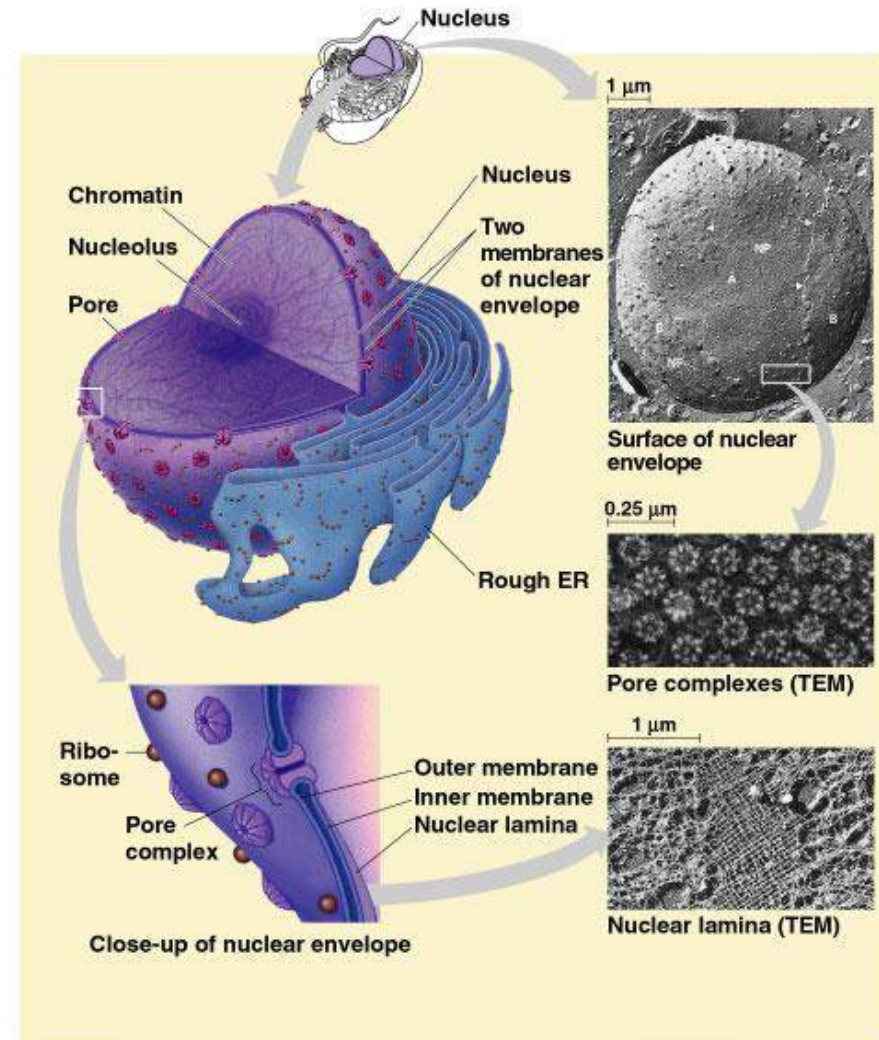 Nucleus
1 μm
Chromatin
Nucleolus
Pore
Nucleus
Two
membranes
of nuclear
envelope
NP
A
B
B
NP
Surface of nuclear
envelope
0.25 μm
Rough ER
Pore complexes (TEM)
1 μm
Ribo-
some
Pore
complex
Outer membrane
Inner membrane
Nuclear lamina
Close-up of nuclear envelope
Nuclear lamina (TEM)